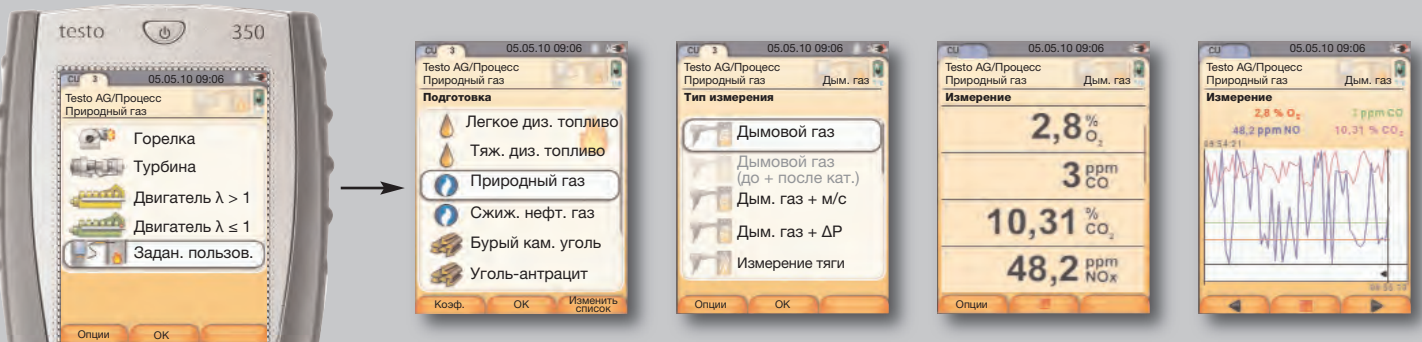 testo 350
CU 3 05.05.10 09:06
Testo AG/Процесс
Природный газ
Горелка
Турбина
Двигатель λ > 1
Двигатель λ ≤ 1
Задан. пользов.
Опции OK
CU 3 05.05.10 09:06
Testo AG/Процесс
Природный газ
Подготовка
Легкое диз. топливо
Тяж. диз. топливо
Природный газ
Сжиж. нефт. газ
Бурый кам. уголь
Уголь-антрацит
Коэф. OK Изменить
список
CU 3 05.05.10 09:06
Testo AG/Процесс
Природный газ Дым. газ
Тип измерения
Дымовой газ
Дымовой газ
(до + после кат.)
Дым. газ + м/с
Дым. газ + ΔP
Измерение тяги
Опции OK
CU 05.05.10 09:06
Testo AG/Процесс
Природный газ Дым. газ
Измерение
2,8 % O₂
3 ppm CO
10,31 % CO₂
48,2 ppm NOx
Опции
CU 05.05.10 09:06
Testo AG/Процесс
Природный газ Дым. газ
Измерение
2,8 % O₂ 3 ppm CO
48,2 ppm NO 10,31 % CO₂
08:54:21